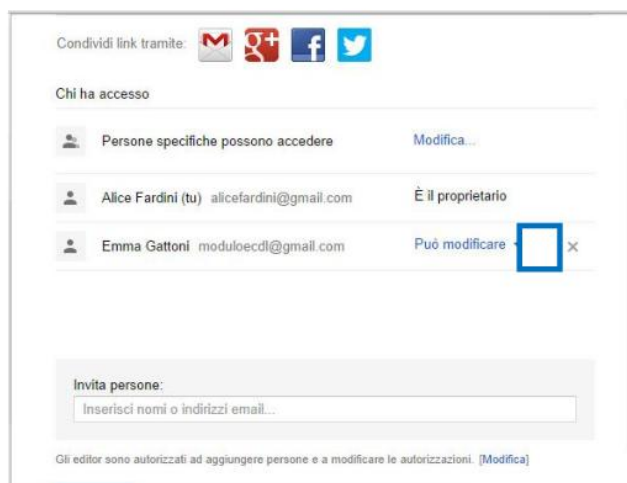 Condividi link tramite:
Chi ha accesso
Persone specifiche possono accedere Modifica...
Alice Fardini (tu) alicefardini@gmail.com È il proprietario
Emma Gattoni moduloecdl@gmail.com Può modificare
Invita persone:
Inserisci nomi o indirizzi email...
Gli editor sono autorizzati ad aggiungere persone e a modificare le autorizzazioni. [Modifica]